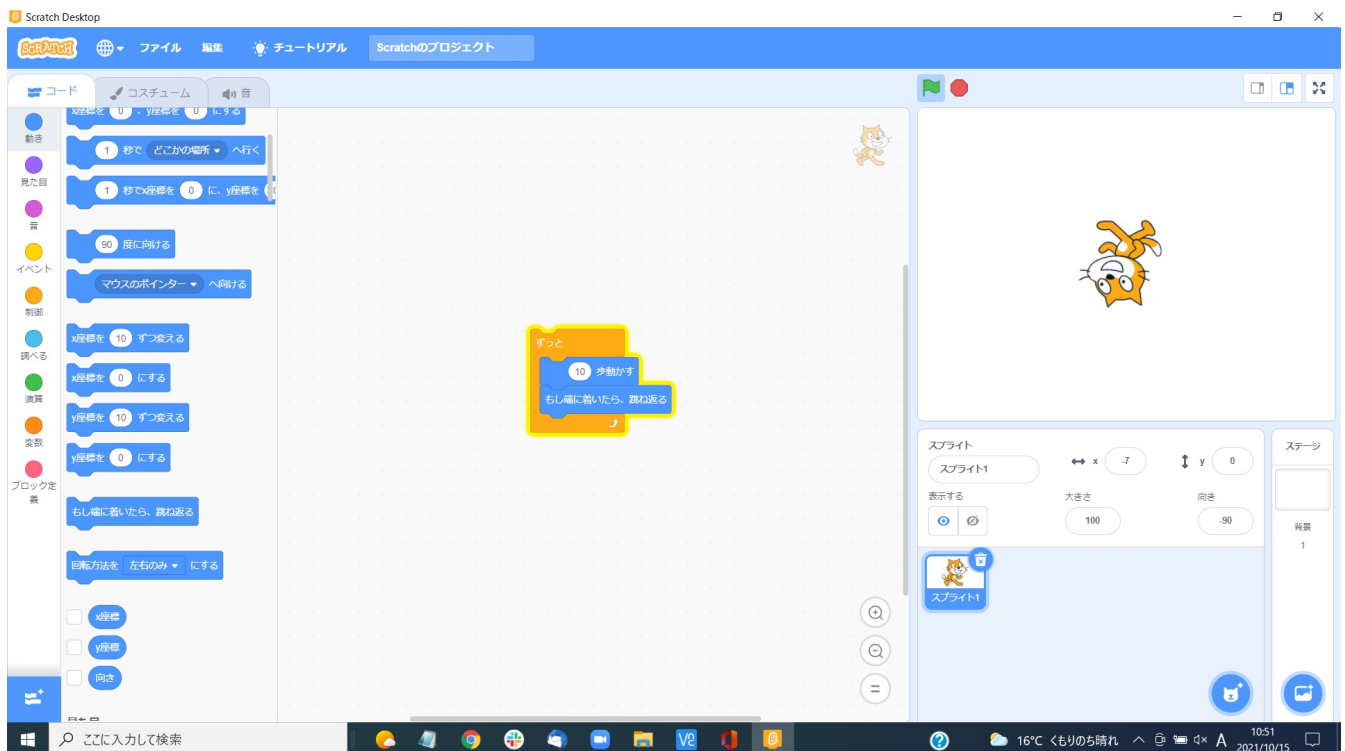 Scratch Desktop
SCRATCH ファイル 編集 チュートリアル Scratchのプロジェクト
コード コスチューム 音
動き
見た目
音
イベント
制御
調べる
演算
変数
ブロック定
義
x座標を 0 、y座標を 0 にする
1 秒で どこかの場所 へ行く
1 秒でx座標を 0 に、y座標を
90 度に向ける
マウスのポインター へ向ける
x座標を 10 ずつ変える
x座標を 0 にする
y座標を 10 ずつ変える
y座標を 0 にする
もし端に着いたら、跳ね返る
回転方法を 左右のみ にする
x座標
y座標
向き
ずっと
10 歩動かす
もし端に着いたら、跳ね返る
スプライト
スプライト1 x -7 y 0
表示する 大きさ 向き
100 -90
スプライト1
ステージ
背景
1
ここに入力して検索
16°C くもりのち晴れ A 10:51
2021/10/15